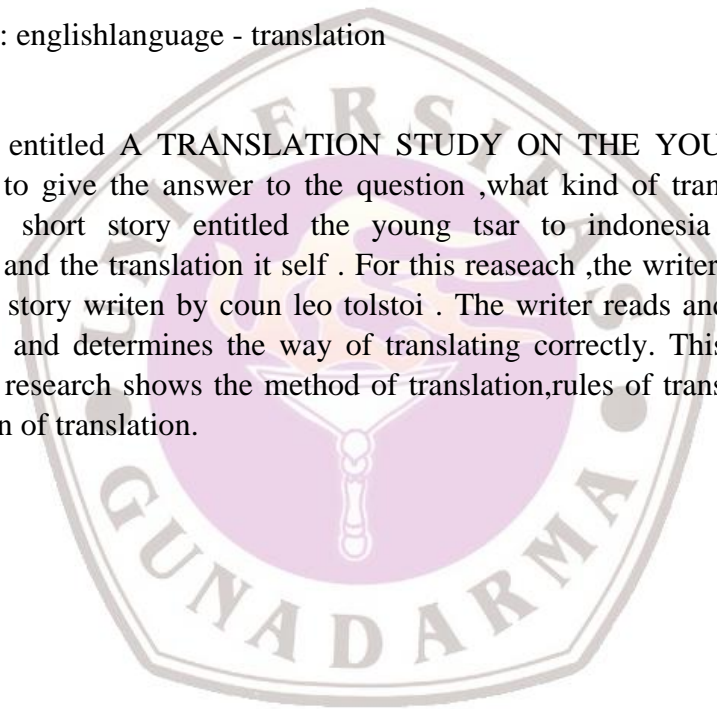 : englishlanguage - translation
entitled A TRANSLATION STUDY ON THE YOU
to give the answer to the question ,what kind of tran
short story entitled the young tsar to indonesia
and the translation it self . For this reaseach ,the writer
story writen by coun leo tolstoi . The writer reads and
and determines the way of translating correctly. This
research shows the method of translation,rules of trans
n of translation.
UNIVERSITAS
GUNADARMA